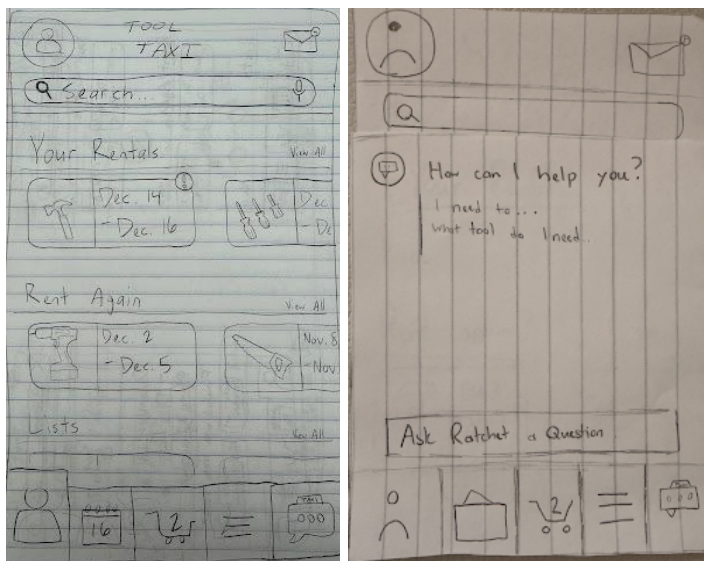 TOOL
TAXI
Search...
Your Rentals
View All
Dec. 14
- Dec. 16
Dec
- De
Rent Again
View All
Dec. 2
- Dec. 5
Nov. 8
- Nov
Lists
View All
16
2
TAXI
How can I help you?
I need to...
what tool do I need..
Ask Ratchet a Question
2